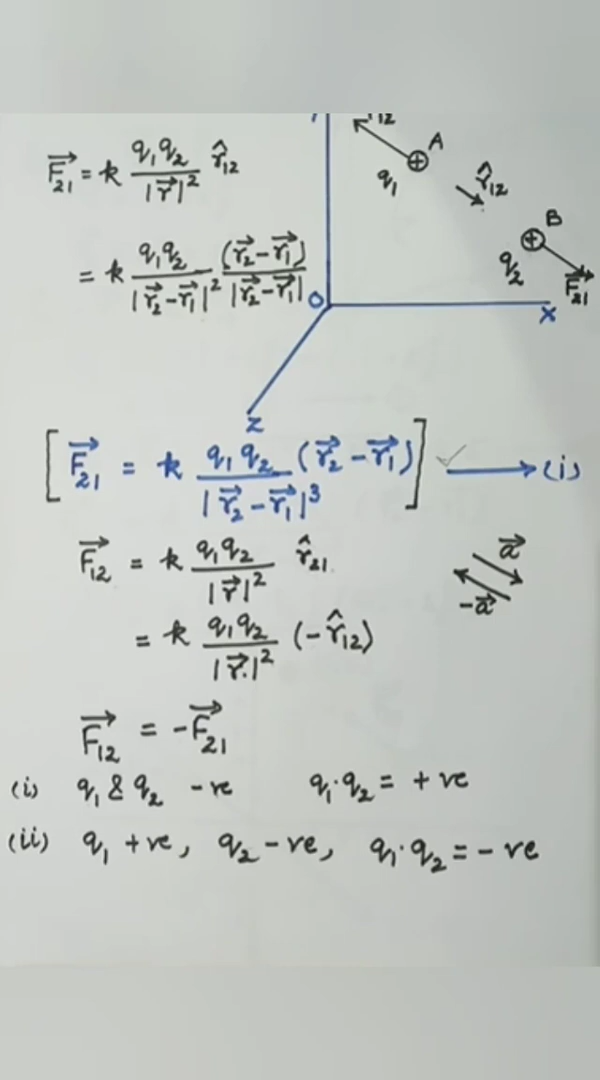 A
F⃗₂₁ = k q₁q₂/|r⃗|² r̂₁₂
q₁
r̂₁₂
B
= k q₁q₂/|r⃗₂-r⃗₁|² (r⃗₂-r⃗₁)/|r⃗₂-r⃗₁|
q₂
F⃗₂₁
O X
Z
[F⃗₂₁ = k q₁q₂/|r⃗₂-r⃗₁|³ (r⃗₂-r⃗₁)] ✓ → (i)
F⃗₁₂ = k q₁q₂/|r⃗|² r̂₂₁
a⃗
-a⃗
= k q₁q₂/|r⃗|² (-r̂₁₂)
F⃗₁₂ = -F⃗₂₁
(i) q₁ & q₂ -ve q₁·q₂ = +ve
(ii) q₁ +ve, q₂ -ve, q₁·q₂ = -ve